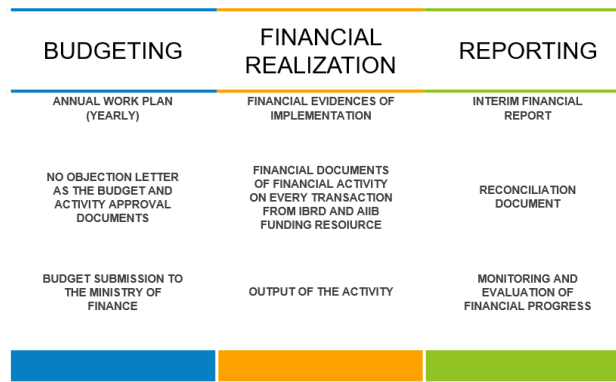 BUDGETING
FINANCIAL
REALIZATION
REPORTING
ANNUAL WORK PLAN
(YEARLY)
FINANCIAL EVIDENCES OF
IMPLEMENTATION
INTERIM FINANCIAL
REPORT
NO OBJECTION LETTER
AS THE BUDGET AND
ACTIVITY APPROVAL
DOCUMENTS
FINANCIAL DOCUMENTS
OF FINANCIAL ACTIVITY
ON EVERY TRANSACTION
FROM IBRD AND AIIB
FUNDING RESOIURCE
RECONCILIATION
DOCUMENT
BUDGET SUBMISSION TO
THE MINISTRY OF
FINANCE
OUTPUT OF THE ACTIVITY
MONITORING AND
EVALUATION OF
FINANCIAL PROGRESS